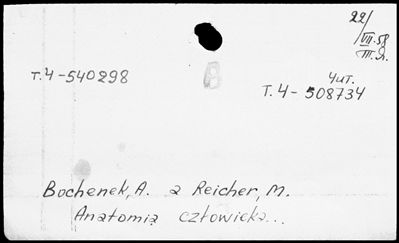 22/
VII.58
т.4-540298
В
Чит.
т.4-508734
Bochenek, A. a Reicher, M.
Anatomia człowieka...